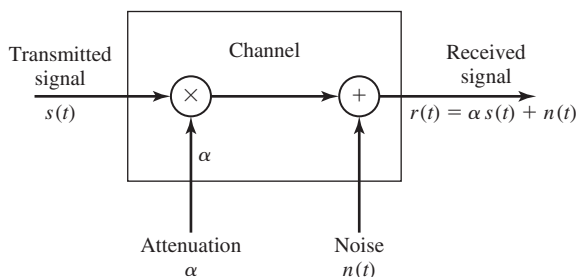 Transmitted
signal
s(t)
Channel
×
+
α
Received
signal
r(t) = α s(t) + n(t)
Attenuation
α
Noise
n(t)